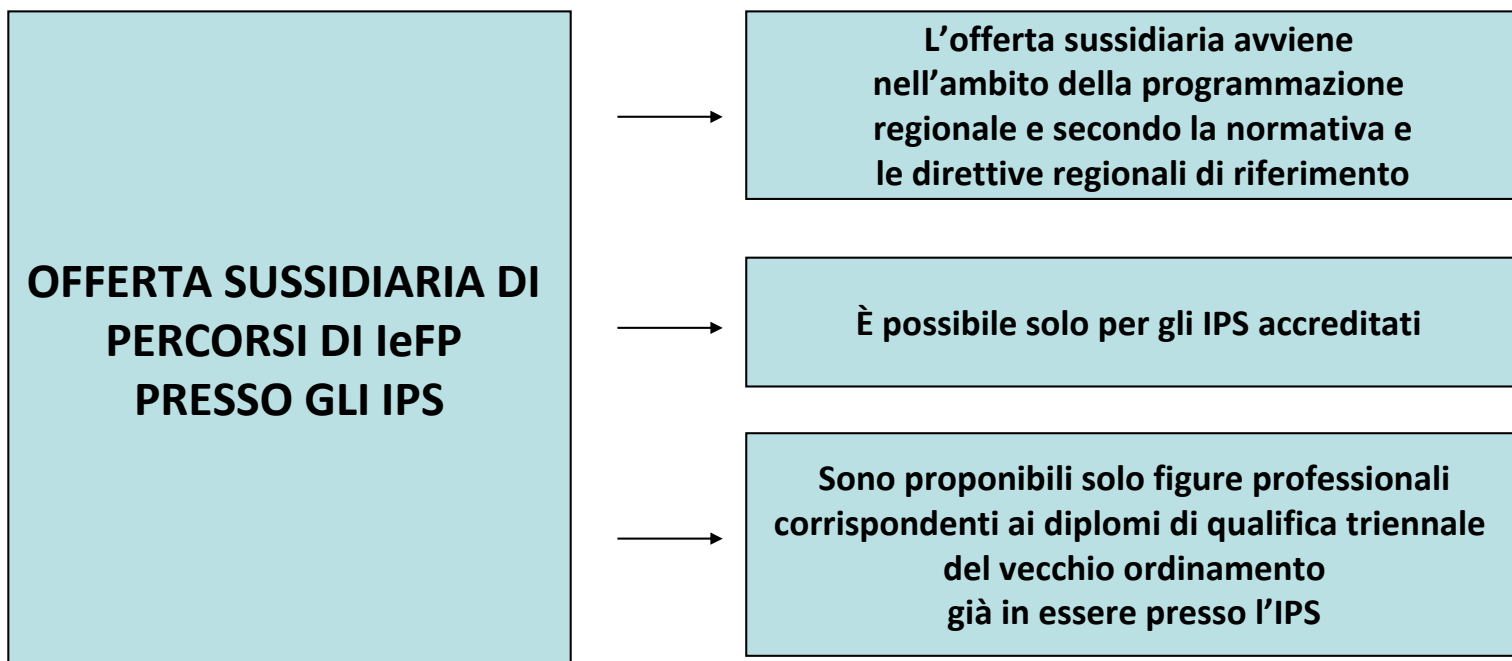 OFFERTA SUSSIDIARIA DI
PERCORSI DI IeFP
PRESSO GLI IPS
L’offerta sussidiaria avviene
nell’ambito della programmazione
regionale e secondo la normativa e
le direttive regionali di riferimento
È possibile solo per gli IPS accreditati
Sono proponibili solo figure professionali
corrispondenti ai diplomi di qualifica triennale
del vecchio ordinamento
già in essere presso l’IPS